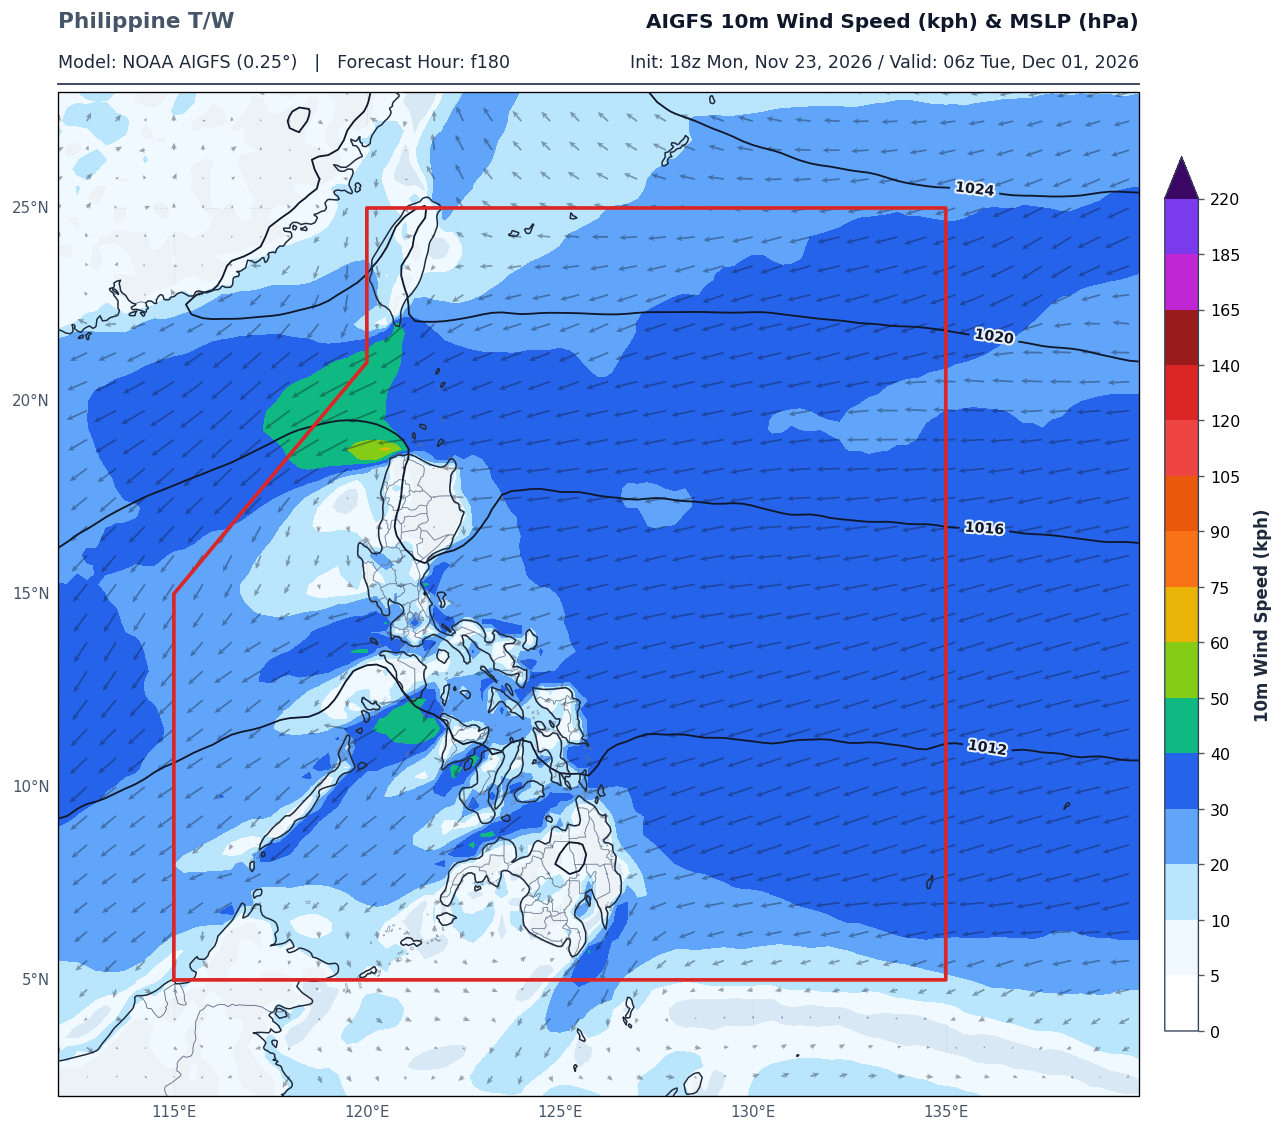 Philippine T/W
AIGFS 10m Wind Speed (kph) & MSLP (hPa)
Model: NOAA AIGFS (0.25°) | Forecast Hour: f180
Init: 18z Mon, Nov 23, 2026 / Valid: 06z Tue, Dec 01, 2026
25°N
20°N
15°N
10°N
5°N
1024
1020
1016
1012
115°E
120°E
125°E
130°E
135°E
220
185
165
140
120
105
90
75
60
50
40
30
20
10
5
0
10m Wind Speed (kph)